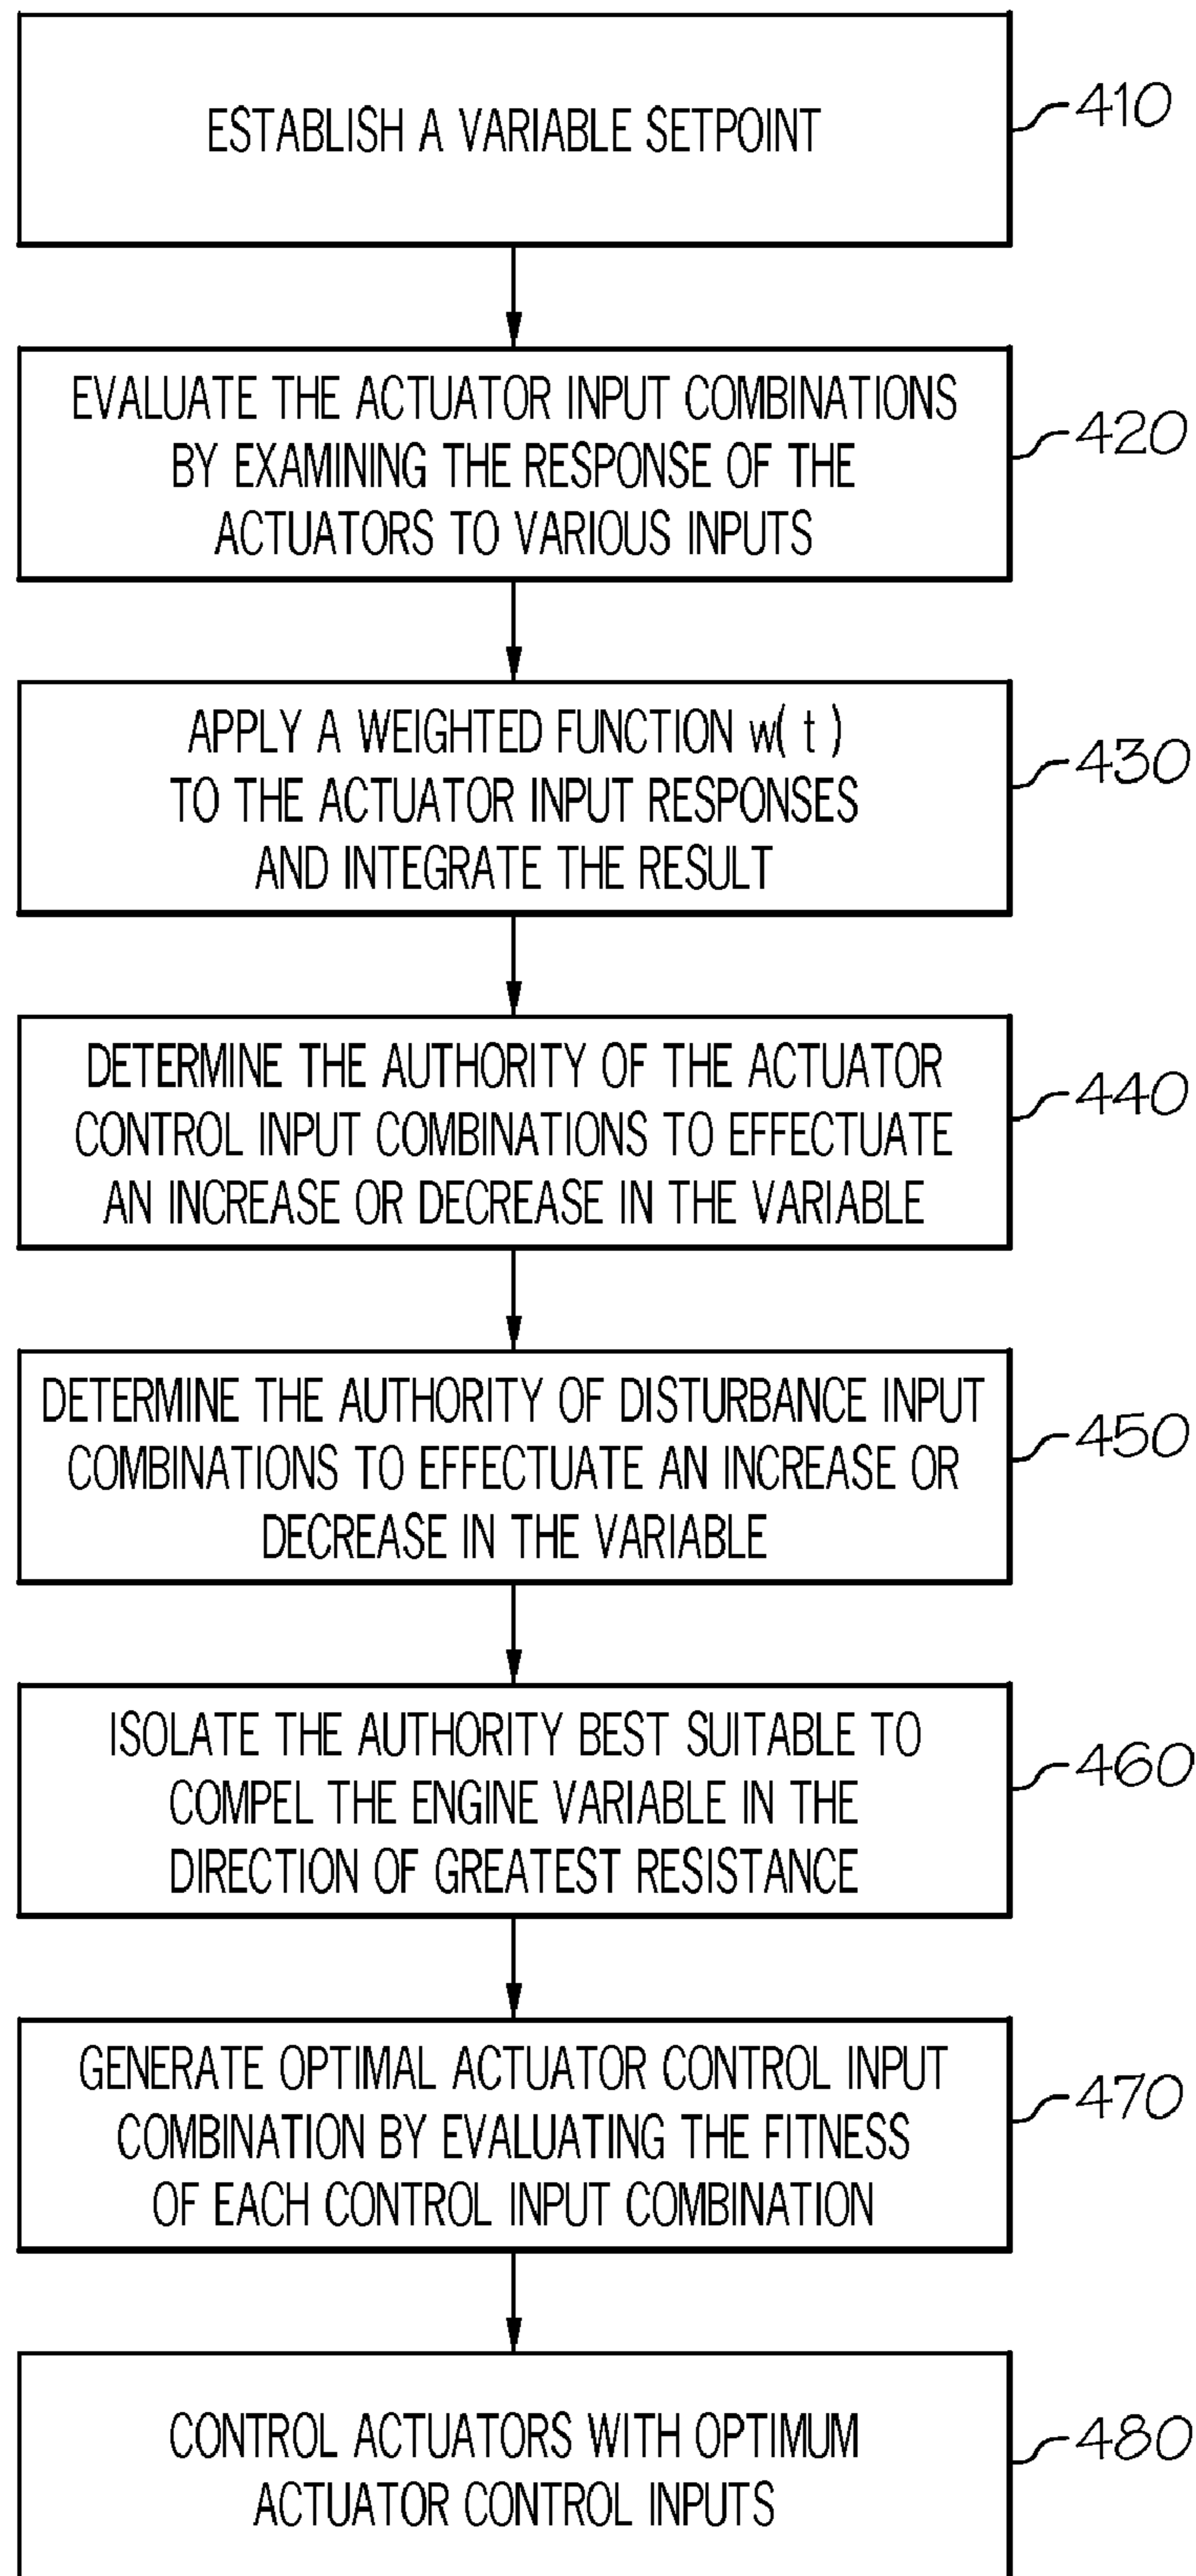 ESTABLISH A VARIABLE SETPOINT
410
EVALUATE THE ACTUATOR INPUT COMBINATIONS
BY EXAMINING THE RESPONSE OF THE
ACTUATORS TO VARIOUS INPUTS
420
APPLY A WEIGHTED FUNCTION w( t )
TO THE ACTUATOR INPUT RESPONSES
AND INTEGRATE THE RESULT
430
DETERMINE THE AUTHORITY OF THE ACTUATOR
CONTROL INPUT COMBINATIONS TO EFFECTUATE
AN INCREASE OR DECREASE IN THE VARIABLE
440
DETERMINE THE AUTHORITY OF DISTURBANCE INPUT
COMBINATIONS TO EFFECTUATE AN INCREASE OR
DECREASE IN THE VARIABLE
450
ISOLATE THE AUTHORITY BEST SUITABLE TO
COMPEL THE ENGINE VARIABLE IN THE
DIRECTION OF GREATEST RESISTANCE
460
GENERATE OPTIMAL ACTUATOR CONTROL INPUT
COMBINATION BY EVALUATING THE FITNESS
OF EACH CONTROL INPUT COMBINATION
470
CONTROL ACTUATORS WITH OPTIMUM
ACTUATOR CONTROL INPUTS
480